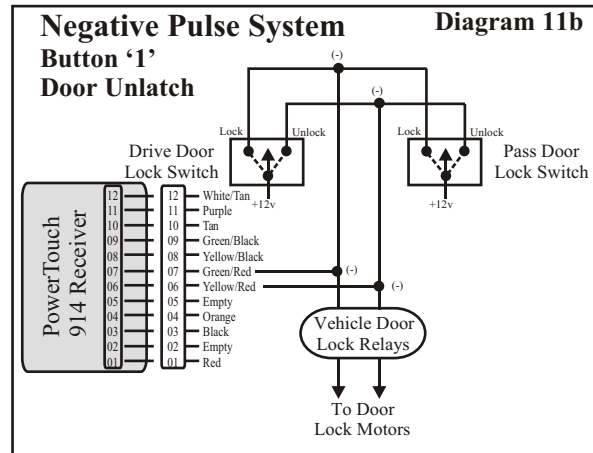 Negative Pulse System
Diagram 11b
Button ‘1’
Door Unlatch
(-)
(-)
Lock
Unlock
Lock
Unlock
Drive Door
Lock Switch
Pass Door
Lock Switch
+12v
+12v
PowerTouch
914 Receiver
12 12 White/Tan
11 11 Purple
10 10 Tan
09 09 Green/Black
08 08 Yellow/Black
07 07 Green/Red (-)
06 06 Yellow/Red (-)
05 05 Empty
04 04 Orange
03 03 Black
02 02 Empty
01 01 Red
Vehicle Door
Lock Relays
To Door
Lock Motors